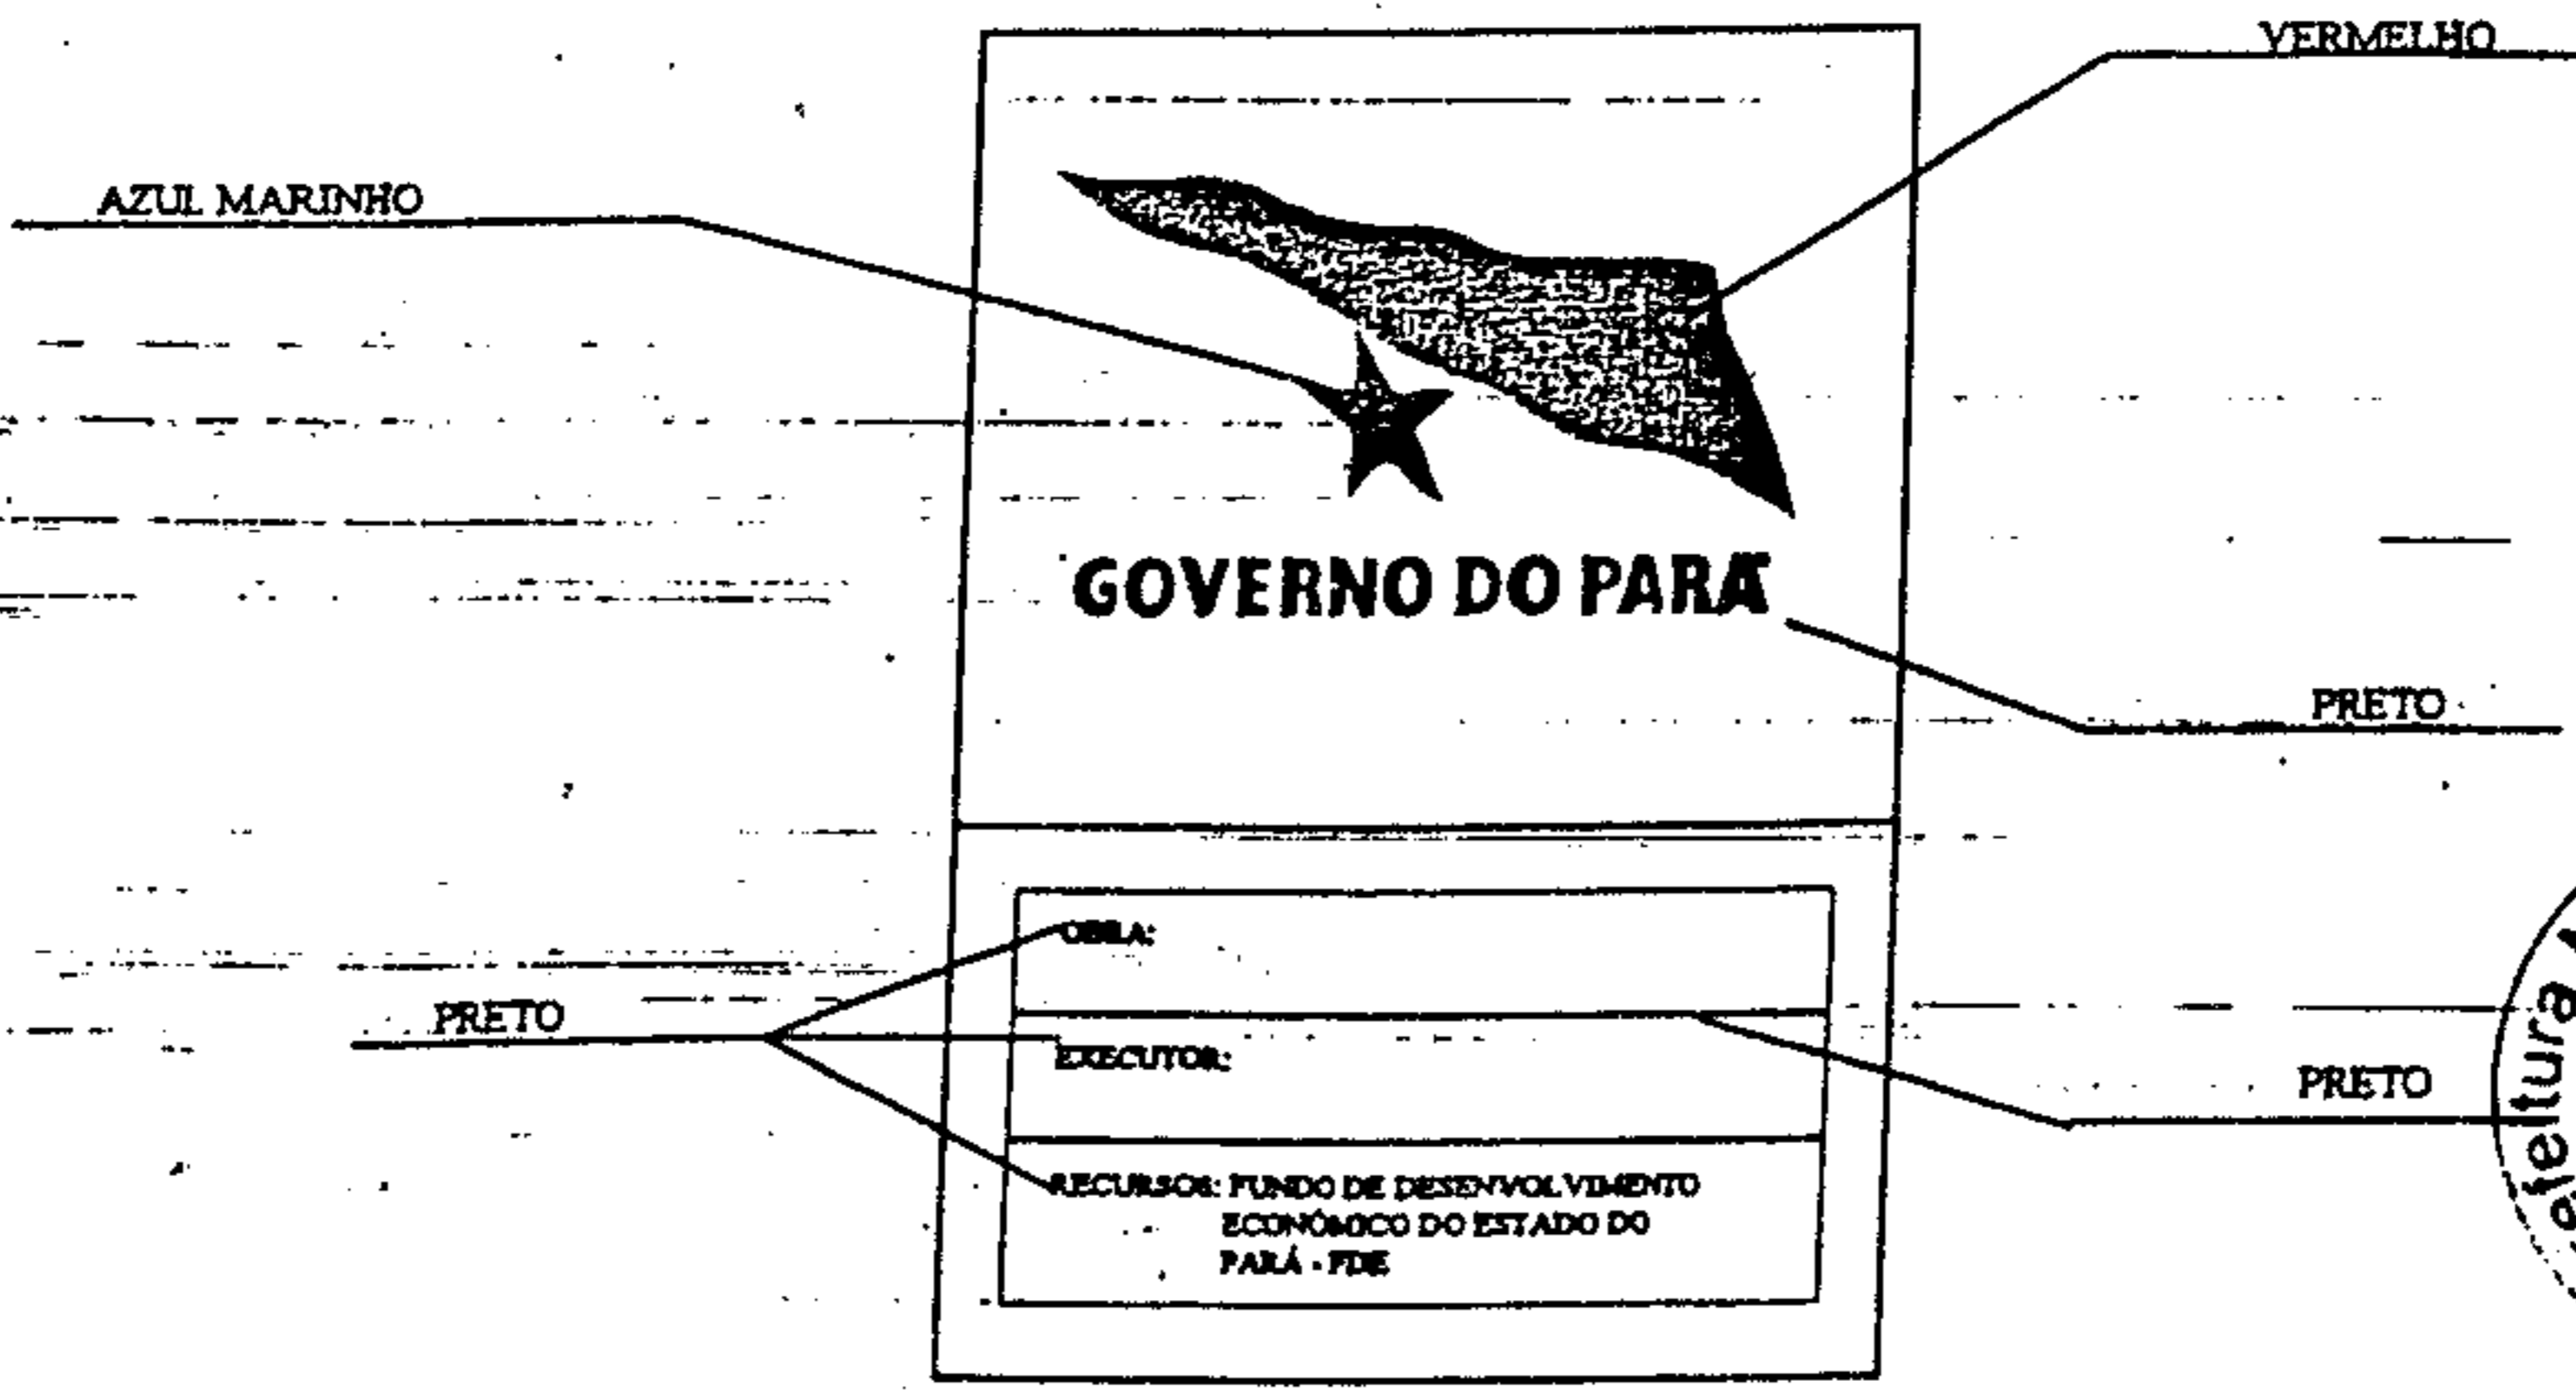 VERMELHO
AZUL MARINHO
GOVERNO DO PARÁ
PRETO
OBRA:
PRETO
EXECUTOR:
PRETO
RECURSOS: FUNDO DE DESENVOLVIMENTO
ECONÔMICO DO ESTADO DO
PARÁ - FDE